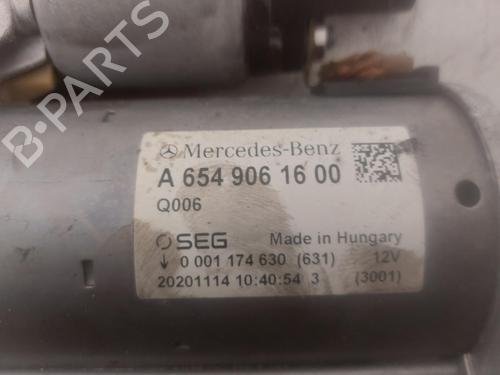 Mercedes-Benz
A 654 906 16 00
Q006
SEG Made in Hungary
0 001 174 630 (631) 12V
20201114 10:40:54 3 (3001)
B-PARTS